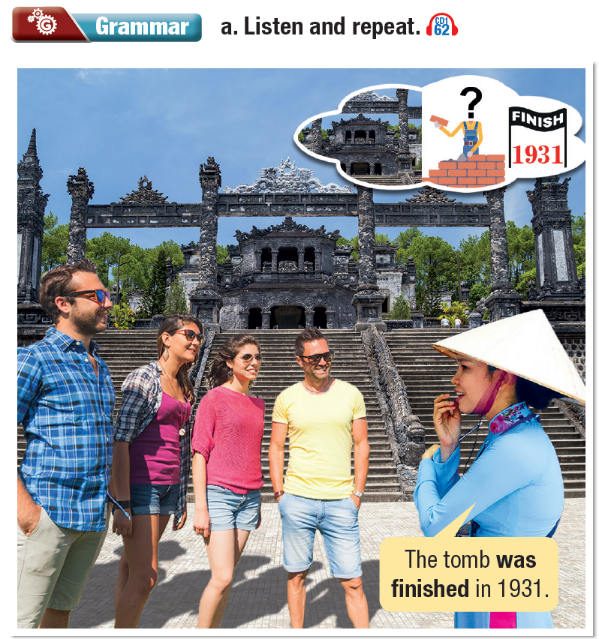 G
Grammar
a. Listen and repeat.
CD1
62
?
FINISH
1931
The tomb was
finished in 1931.